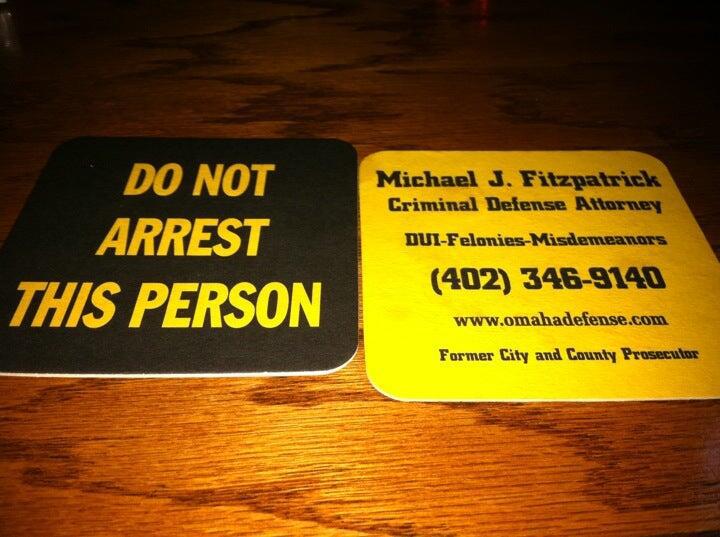 DO NOT
ARREST
THIS PERSON
Michael J. Fitzpatrick
Criminal Defense Attorney
DUI-Felonies-Misdemeanors
(402) 346-9140
www.omahadefense.com
Former City and County Prosecutor